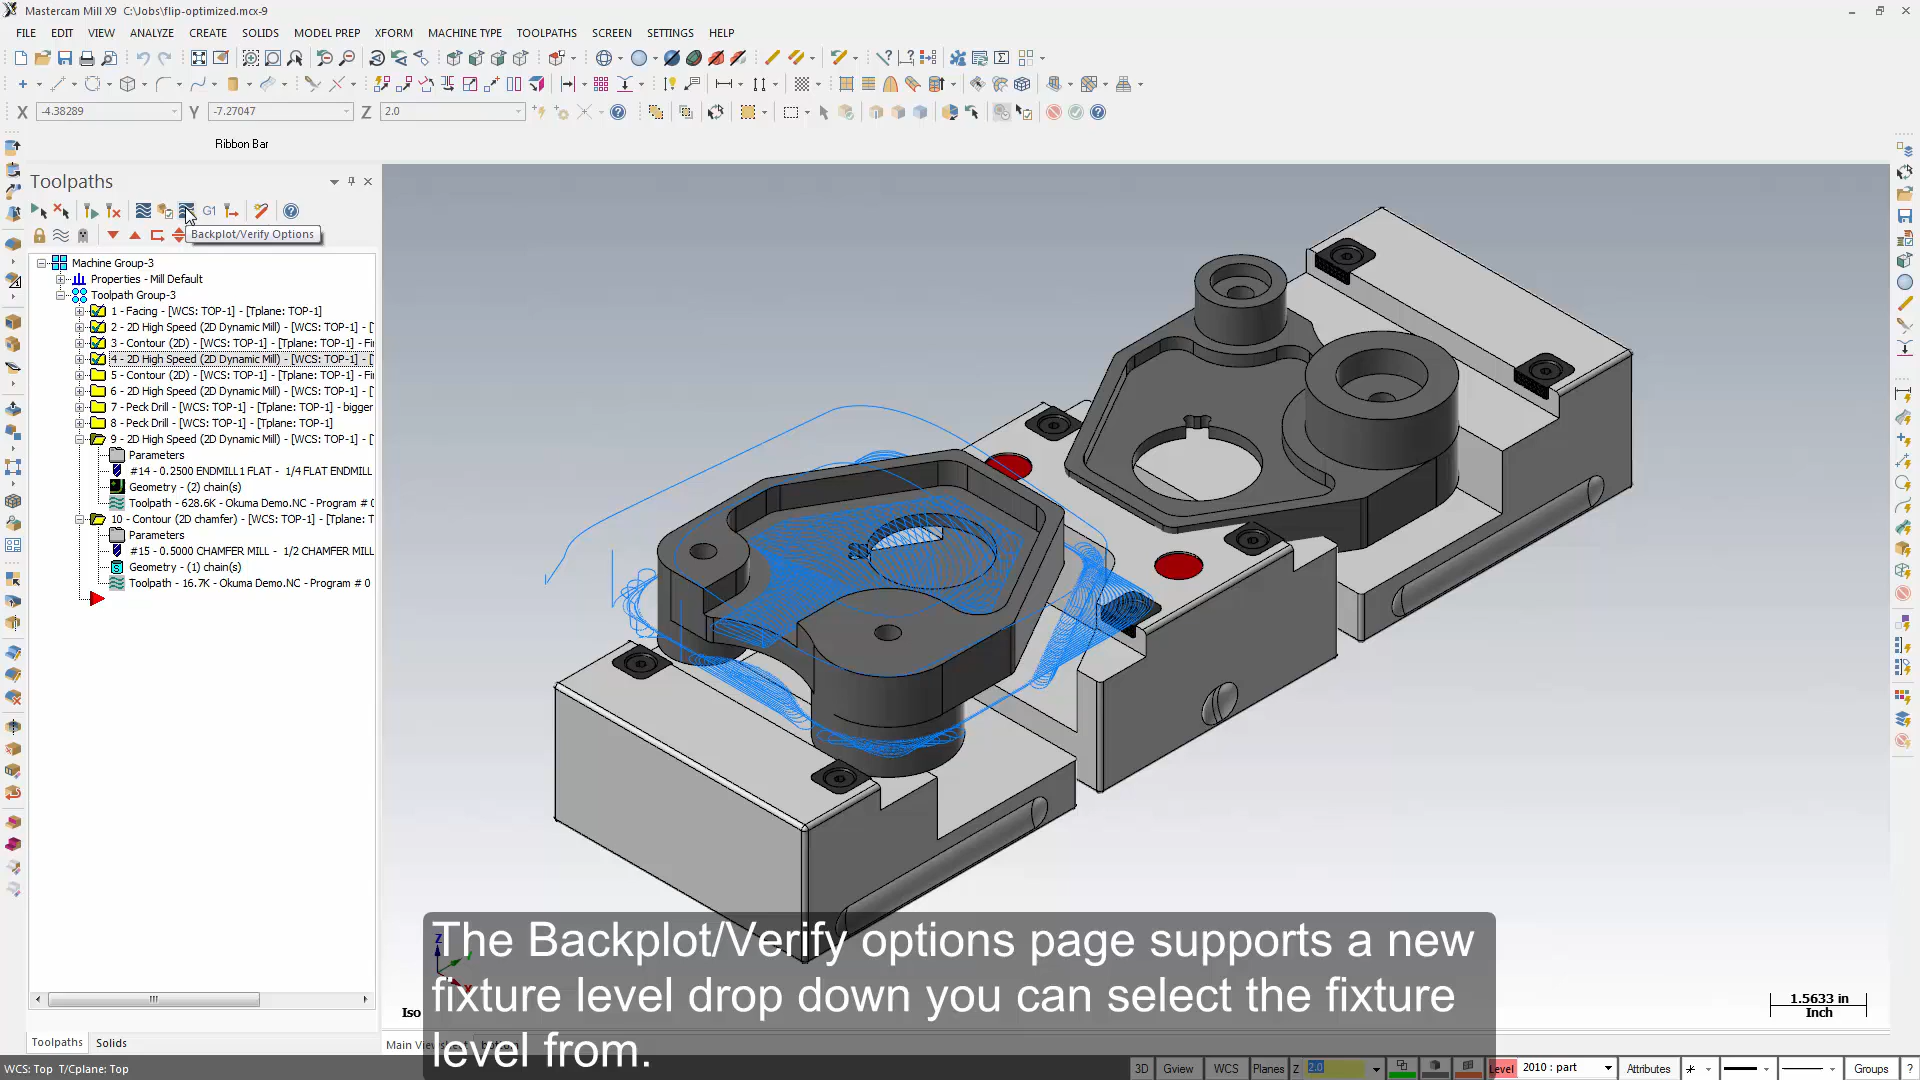 Mastercam Mill X9 C:\Jobs\flip-optimized.mcx-9
FILE EDIT VIEW ANALYZE CREATE SOLIDS MODEL PREP XFORM MACHINE TYPE TOOLPATHS SCREEN SETTINGS HELP
X -4.38289 Y -7.27047 Z 2.0
Ribbon Bar
Toolpaths
G1
Backplot/Verify Options
Machine Group-3
Properties - Mill Default
Toolpath Group-3
1 - Facing - [WCS: TOP-1] - [Tplane: TOP-1]
2 - 2D High Speed (2D Dynamic Mill) - [WCS: TOP-1] - [
3 - Contour (2D) - [WCS: TOP-1] - [Tplane: TOP-1] - Fi
4 - 2D High Speed (2D Dynamic Mill) - [WCS: TOP-1] - [
5 - Contour (2D) - [WCS: TOP-1] - [Tplane: TOP-1] - Fi
6 - 2D High Speed (2D Dynamic Mill) - [WCS: TOP-1] - [
7 - Peck Drill - [WCS: TOP-1] - [Tplane: TOP-1] - bigger
8 - Peck Drill - [WCS: TOP-1] - [Tplane: TOP-1]
9 - 2D High Speed (2D Dynamic Mill) - [WCS: TOP-1] - [
Parameters
#14 - 0.2500 ENDMILL1 FLAT - 1/4 FLAT ENDMILL
Geometry - (2) chain(s)
Toolpath - 628.6K - Okuma Demo.NC - Program # 0
10 - Contour (2D chamfer) - [WCS: TOP-1] - [Tplane: T
Parameters
#15 - 0.5000 CHAMFER MILL - 1/2 CHAMFER MILL
Geometry - (1) chain(s)
Toolpath - 16.7K - Okuma Demo.NC - Program # 0
Z
The Backplot/Verify options page supports a new
fixture level drop down you can select the fixture
level from.
Iso
1.5633 in
Inch
Toolpaths Solids
Main View
WCS: Top T/Cplane: Top
3D Gview WCS Planes Z 2.0 Level 2010 : part Attributes Groups ?